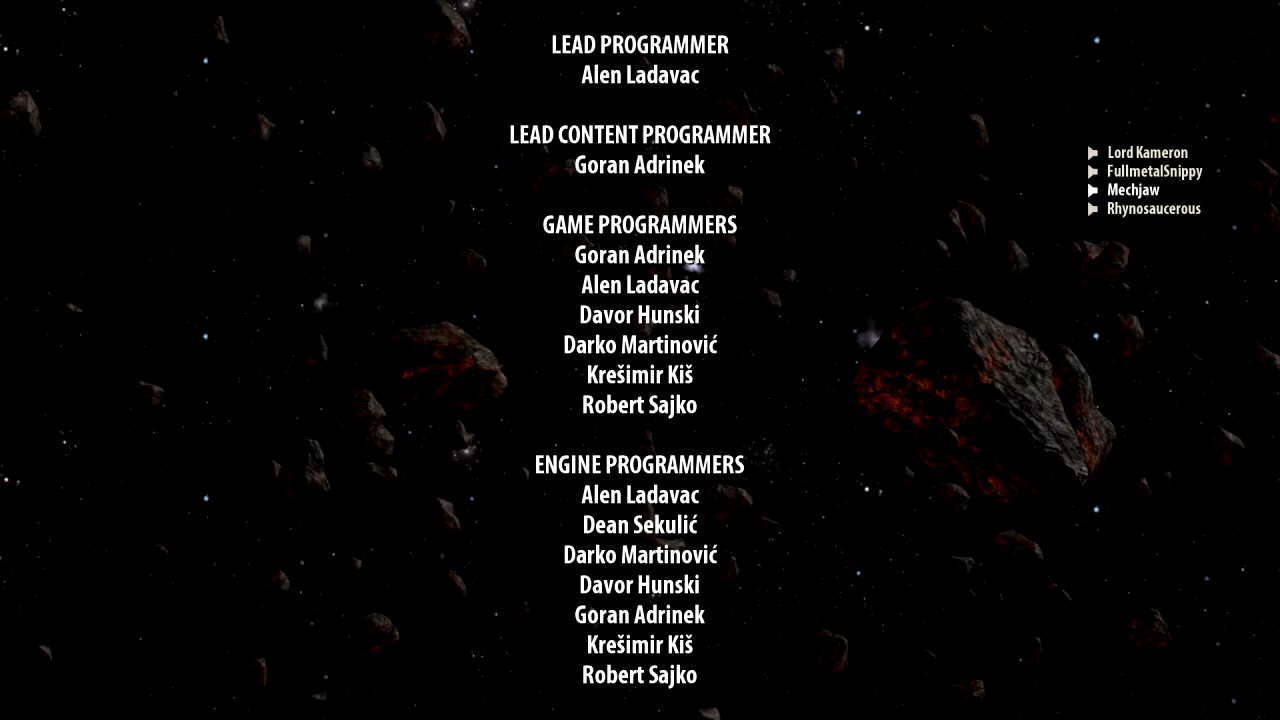 LEAD PROGRAMMER
Alen Ladavac
LEAD CONTENT PROGRAMMER
Goran Adrinek
GAME PROGRAMMERS
Goran Adrinek
Alen Ladavac
Davor Hunski
Darko Martinović
Krešimir Kiš
Robert Sajko
ENGINE PROGRAMMERS
Alen Ladavac
Dean Sekulić
Darko Martinović
Davor Hunski
Goran Adrinek
Krešimir Kiš
Robert Sajko
Lord Kameron
FullmetalSnippy
Mechjaw
Rhynosaucerous